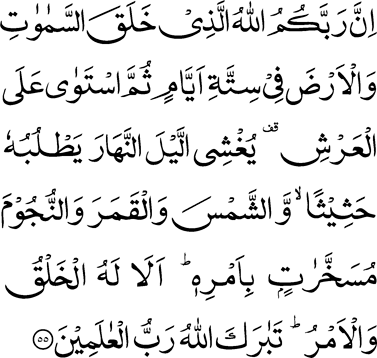 اِنَّ رَبَّكُمُ اللّٰهُ الَّذِىْ خَلَقَ السَّمٰوٰتِ
وَالْاَرْضَ فِىْ سِتَّةِ اَيَّامٍ ثُمَّ اسْتَوٰى عَلَى
الْعَرْشِ ۫ يُغْشِى الَّيْلَ النَّهَارَ يَطْلُبُهٗ
حَثِيْثًا ۙ وَّالشَّمْسَ وَالْقَمَرَ وَالنُّجُوْمَ
مُسَخَّرٰتٍۢ بِاَمْرِهٖ ؕ اَلَا لَهُ الْخَلْقُ
وَالْاَمْرُ ؕ تَبٰرَكَ اللّٰهُ رَبُّ الْعٰلَمِيْنَ ۝۵۵